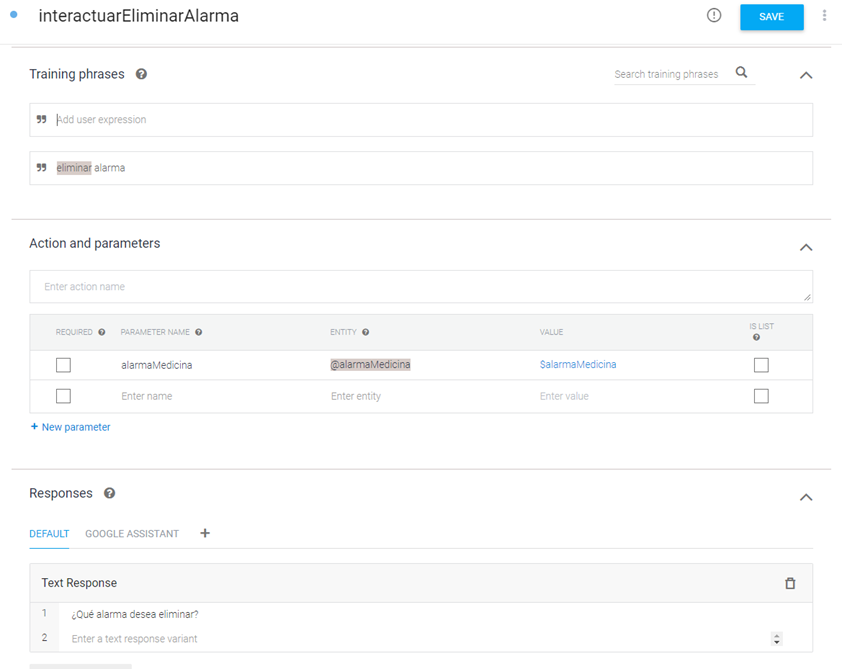 interactuarEliminarAlarma
SAVE
Training phrases
Search training phrases
Add user expression
eliminar alarma
Action and parameters
Enter action name
REQUIRED PARAMETER NAME ENTITY VALUE IS LIST
alarmaMedicina @alarmaMedicina $alarmaMedicina
Enter name Enter entity Enter value
+ New parameter
Responses
DEFAULT GOOGLE ASSISTANT +
Text Response
1 ¿Qué alarma desea eliminar?
2 Enter a text response variant